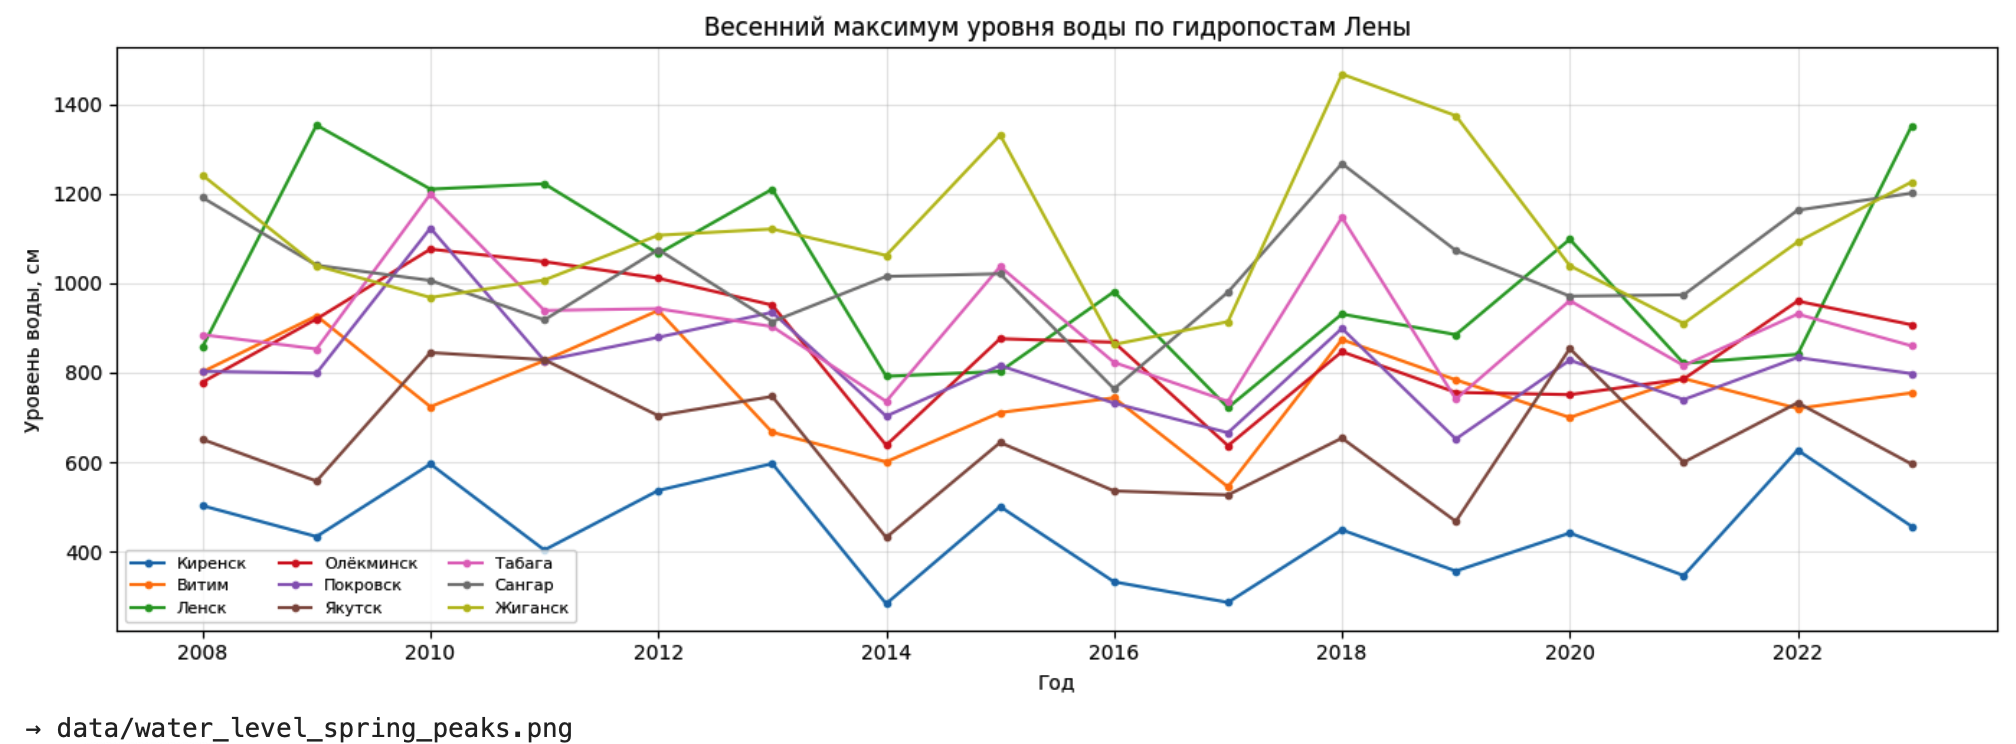 Весенний максимум уровня воды по гидропостам Лены
Уровень воды, см
1400
1200
1000
800
600
400
Киренск Олёкминск Табага
Витим Покровск Сангар
Ленск Якутск Жиганск
2008 2010 2012 2014 2016 2018 2020 2022
Год
→ data/water_level_spring_peaks.png